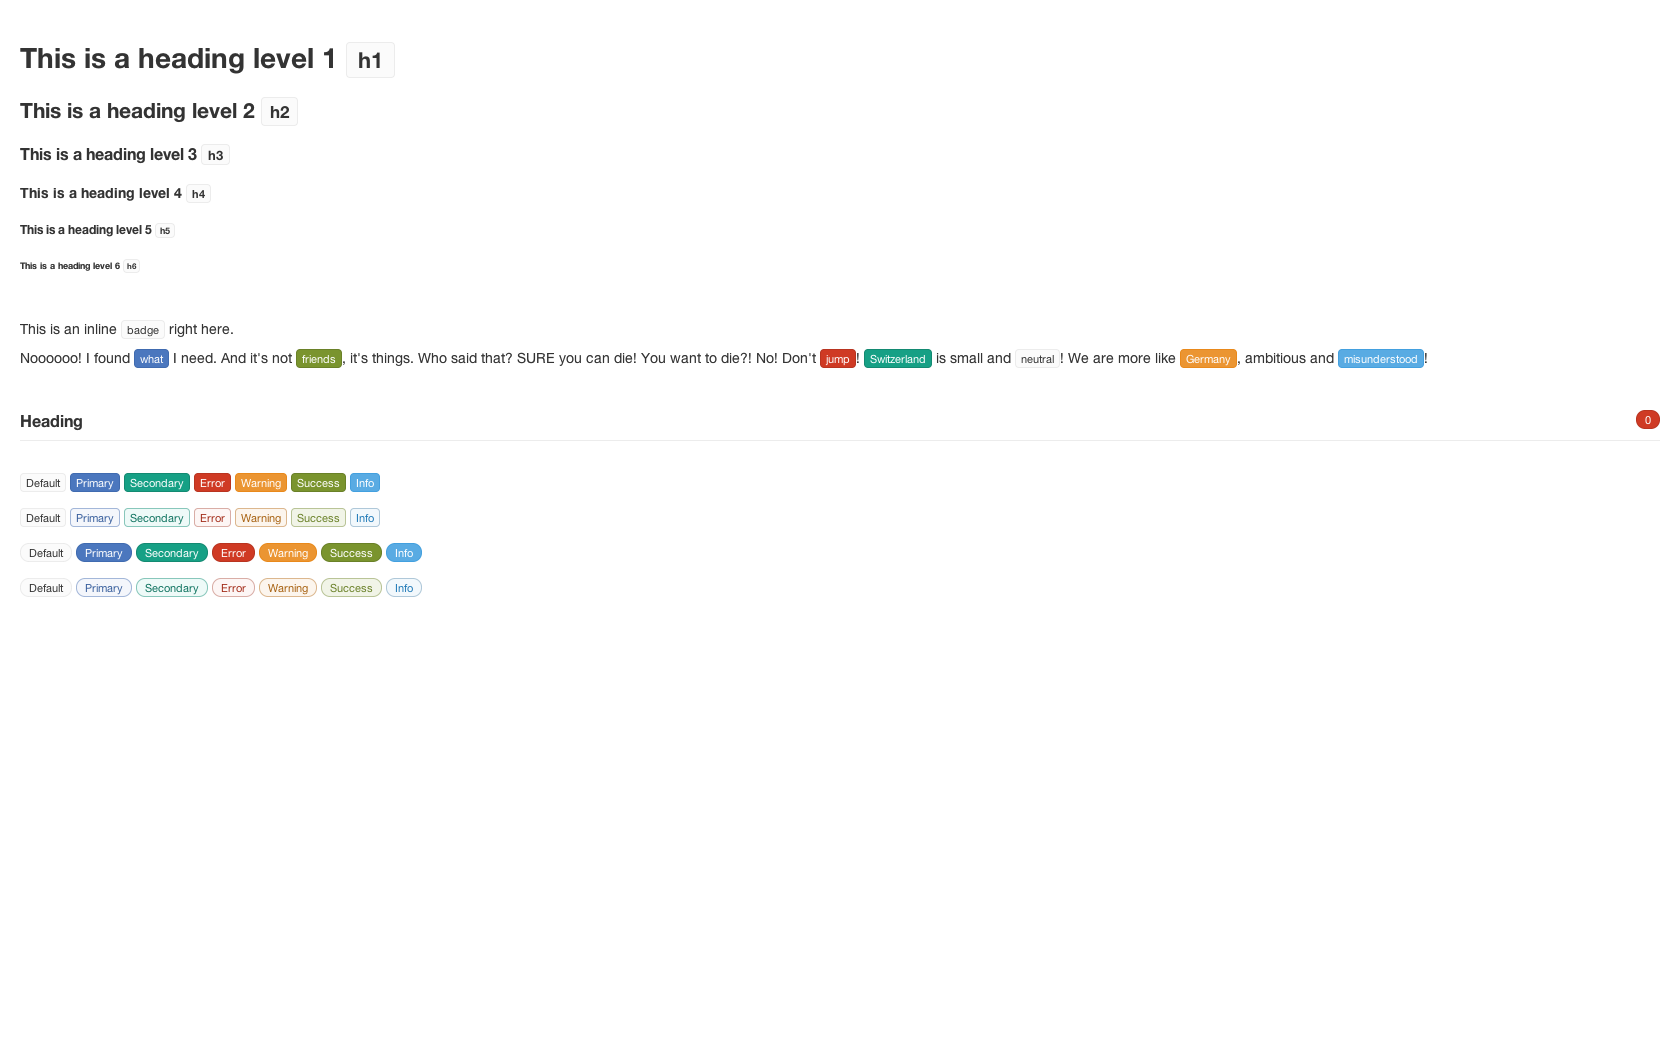 This is a heading level 1 h1
This is a heading level 2 h2
This is a heading level 3 h3
This is a heading level 4 h4
This is a heading level 5 h5
This is a heading level 6 h6
This is an inline badge right here.
Noooooo! I found what I need. And it's not friends, it's things. Who said that? SURE you can die! You want to die?! No! Don't jump! Switzerland is small and neutral! We are more like Germany, ambitious and misunderstood!
Heading 0
Default Primary Secondary Error Warning Success Info
Default Primary Secondary Error Warning Success Info
Default Primary Secondary Error Warning Success Info
Default Primary Secondary Error Warning Success Info